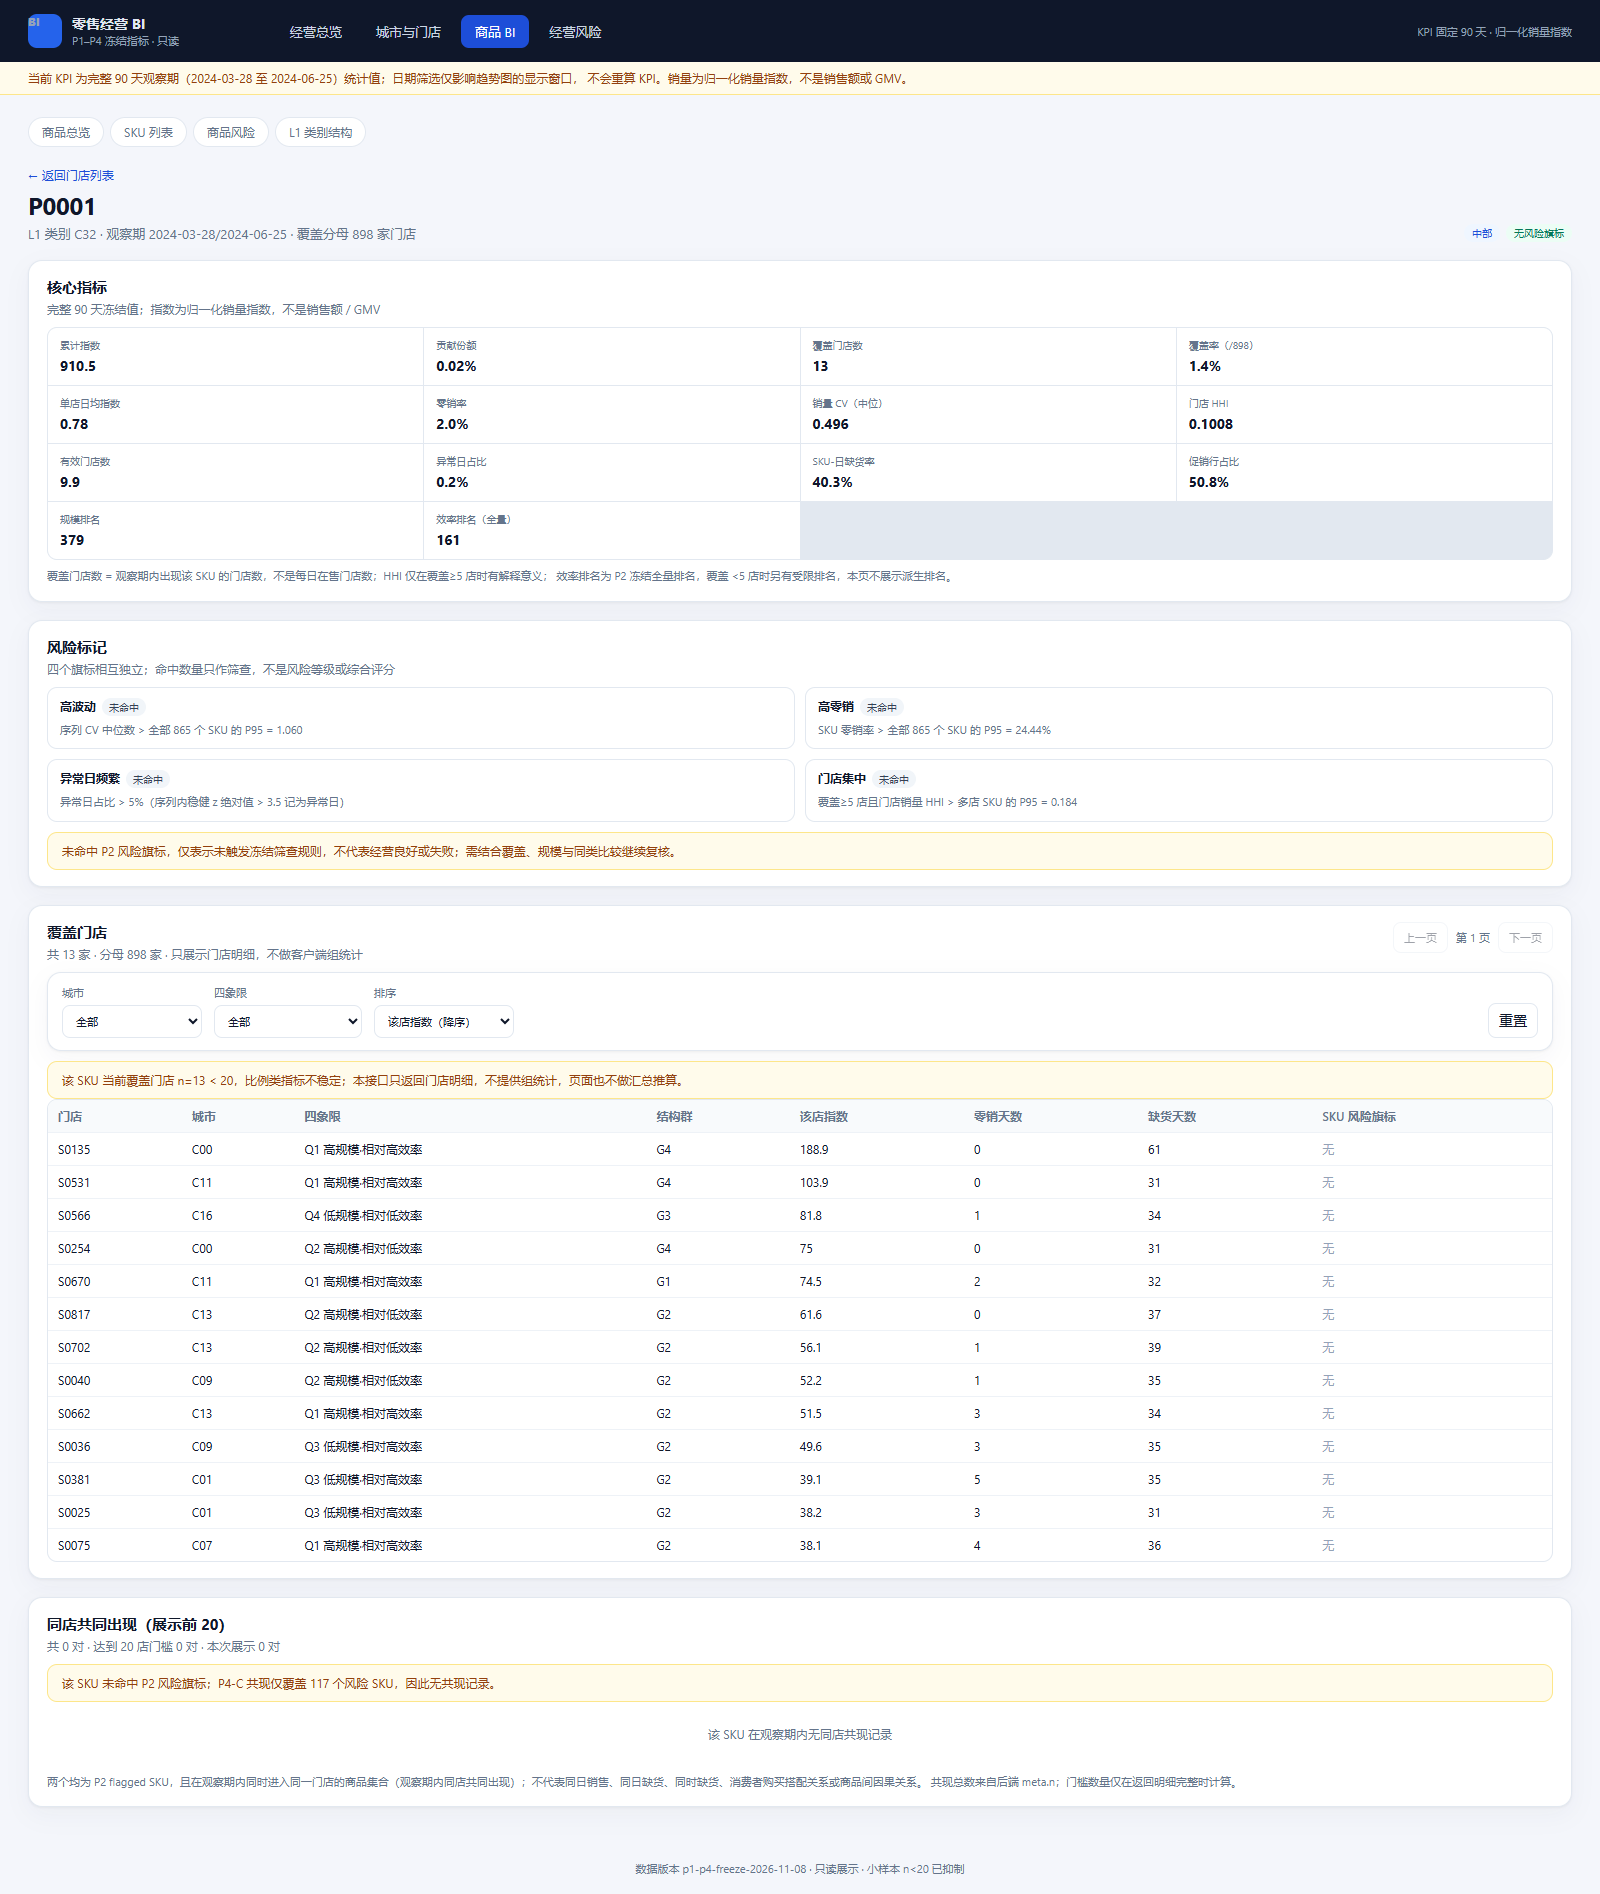 BI
零售经营 BI
P1–P4 冻结指标 · 只读
经营总览
城市与门店
商品 BI
经营风险
KPI 固定 90 天 · 归一化销量指数
当前 KPI 为完整 90 天观察期（2024-03-28 至 2024-06-25）统计值；日期筛选仅影响趋势图的显示窗口， 不会重算 KPI。销量为归一化销量指数，不是销售额或 GMV。
商品总览
SKU 列表
商品风险
L1 类别结构
← 返回门店列表
P0001
L1 类别 C32 · 观察期 2024-03-28/2024-06-25 · 覆盖分母 898 家门店
中部
无风险旗标
核心指标
完整 90 天冻结值；指数为归一化销量指数，不是销售额 / GMV
累计指数
910.5
贡献份额
0.02%
覆盖门店数
13
覆盖率（/898）
1.4%
单店日均指数
0.78
零销率
2.0%
销量 CV（中位）
0.496
门店 HHI
0.1008
有效门店数
9.9
异常日占比
0.2%
SKU-日缺货率
40.3%
促销行占比
50.8%
规模排名
379
效率排名（全量）
161
覆盖门店数 = 观察期内出现该 SKU 的门店数，不是每日在售门店数；HHI 仅在覆盖≥5 店时有解释意义； 效率排名为 P2 冻结全量排名，覆盖 <5 店时另有受限排名，本页不展示派生排名。
风险标记
四个旗标相互独立；命中数量只作筛查，不是风险等级或综合评分
高波动 未命中
序列 CV 中位数 > 全部 865 个 SKU 的 P95 = 1.060
高零销 未命中
SKU 零销率 > 全部 865 个 SKU 的 P95 = 24.44%
异常日频繁 未命中
异常日占比 > 5%（序列内稳健 z 绝对值 > 3.5 记为异常日）
门店集中 未命中
覆盖≥5 店且门店销量 HHI > 多店 SKU 的 P95 = 0.184
未命中 P2 风险旗标，仅表示未触发冻结筛查规则，不代表经营良好或失败；需结合覆盖、规模与同类比较继续复核。
覆盖门店
共 13 家 · 分母 898 家 · 只展示门店明细，不做客户端组统计
上一页 第 1 页 下一页
城市 四象限 排序
全部 全部 该店指数（降序）
重置
该 SKU 当前覆盖门店 n=13 < 20，比例类指标不稳定；本接口只返回门店明细，不提供组统计，页面也不做汇总推算。
门店 城市 四象限 结构群 该店指数 零销天数 缺货天数 SKU 风险旗标
S0135 C00 Q1 高规模·相对高效率 G4 188.9 0 61 无
S0531 C11 Q1 高规模·相对高效率 G4 103.9 0 31 无
S0566 C16 Q4 低规模·相对低效率 G3 81.8 1 34 无
S0254 C00 Q2 高规模·相对低效率 G4 75 0 31 无
S0670 C11 Q1 高规模·相对高效率 G1 74.5 2 32 无
S0817 C13 Q2 高规模·相对低效率 G2 61.6 0 37 无
S0702 C13 Q2 高规模·相对低效率 G2 56.1 1 39 无
S0040 C09 Q2 高规模·相对低效率 G2 52.2 1 35 无
S0662 C13 Q1 高规模·相对高效率 G2 51.5 3 34 无
S0036 C09 Q3 低规模·相对高效率 G2 49.6 3 35 无
S0381 C01 Q3 低规模·相对高效率 G2 39.1 5 35 无
S0025 C01 Q3 低规模·相对高效率 G2 38.2 3 31 无
S0075 C07 Q1 高规模·相对高效率 G2 38.1 4 36 无
同店共同出现（展示前 20）
共 0 对 · 达到 20 店门槛 0 对 · 本次展示 0 对
该 SKU 未命中 P2 风险旗标；P4-C 共现仅覆盖 117 个风险 SKU，因此无共现记录。
该 SKU 在观察期内无同店共现记录
两个均为 P2 flagged SKU，且在观察期内同时进入同一门店的商品集合（观察期内同店共同出现）；不代表同日销售、同日缺货、同时缺货、消费者购买搭配关系或商品间因果关系。 共现总数来自后端 meta.n；门槛数量仅在返回明细完整时计算。
数据版本 p1-p4-freeze-2026-11-08 · 只读展示 · 小样本 n<20 已抑制